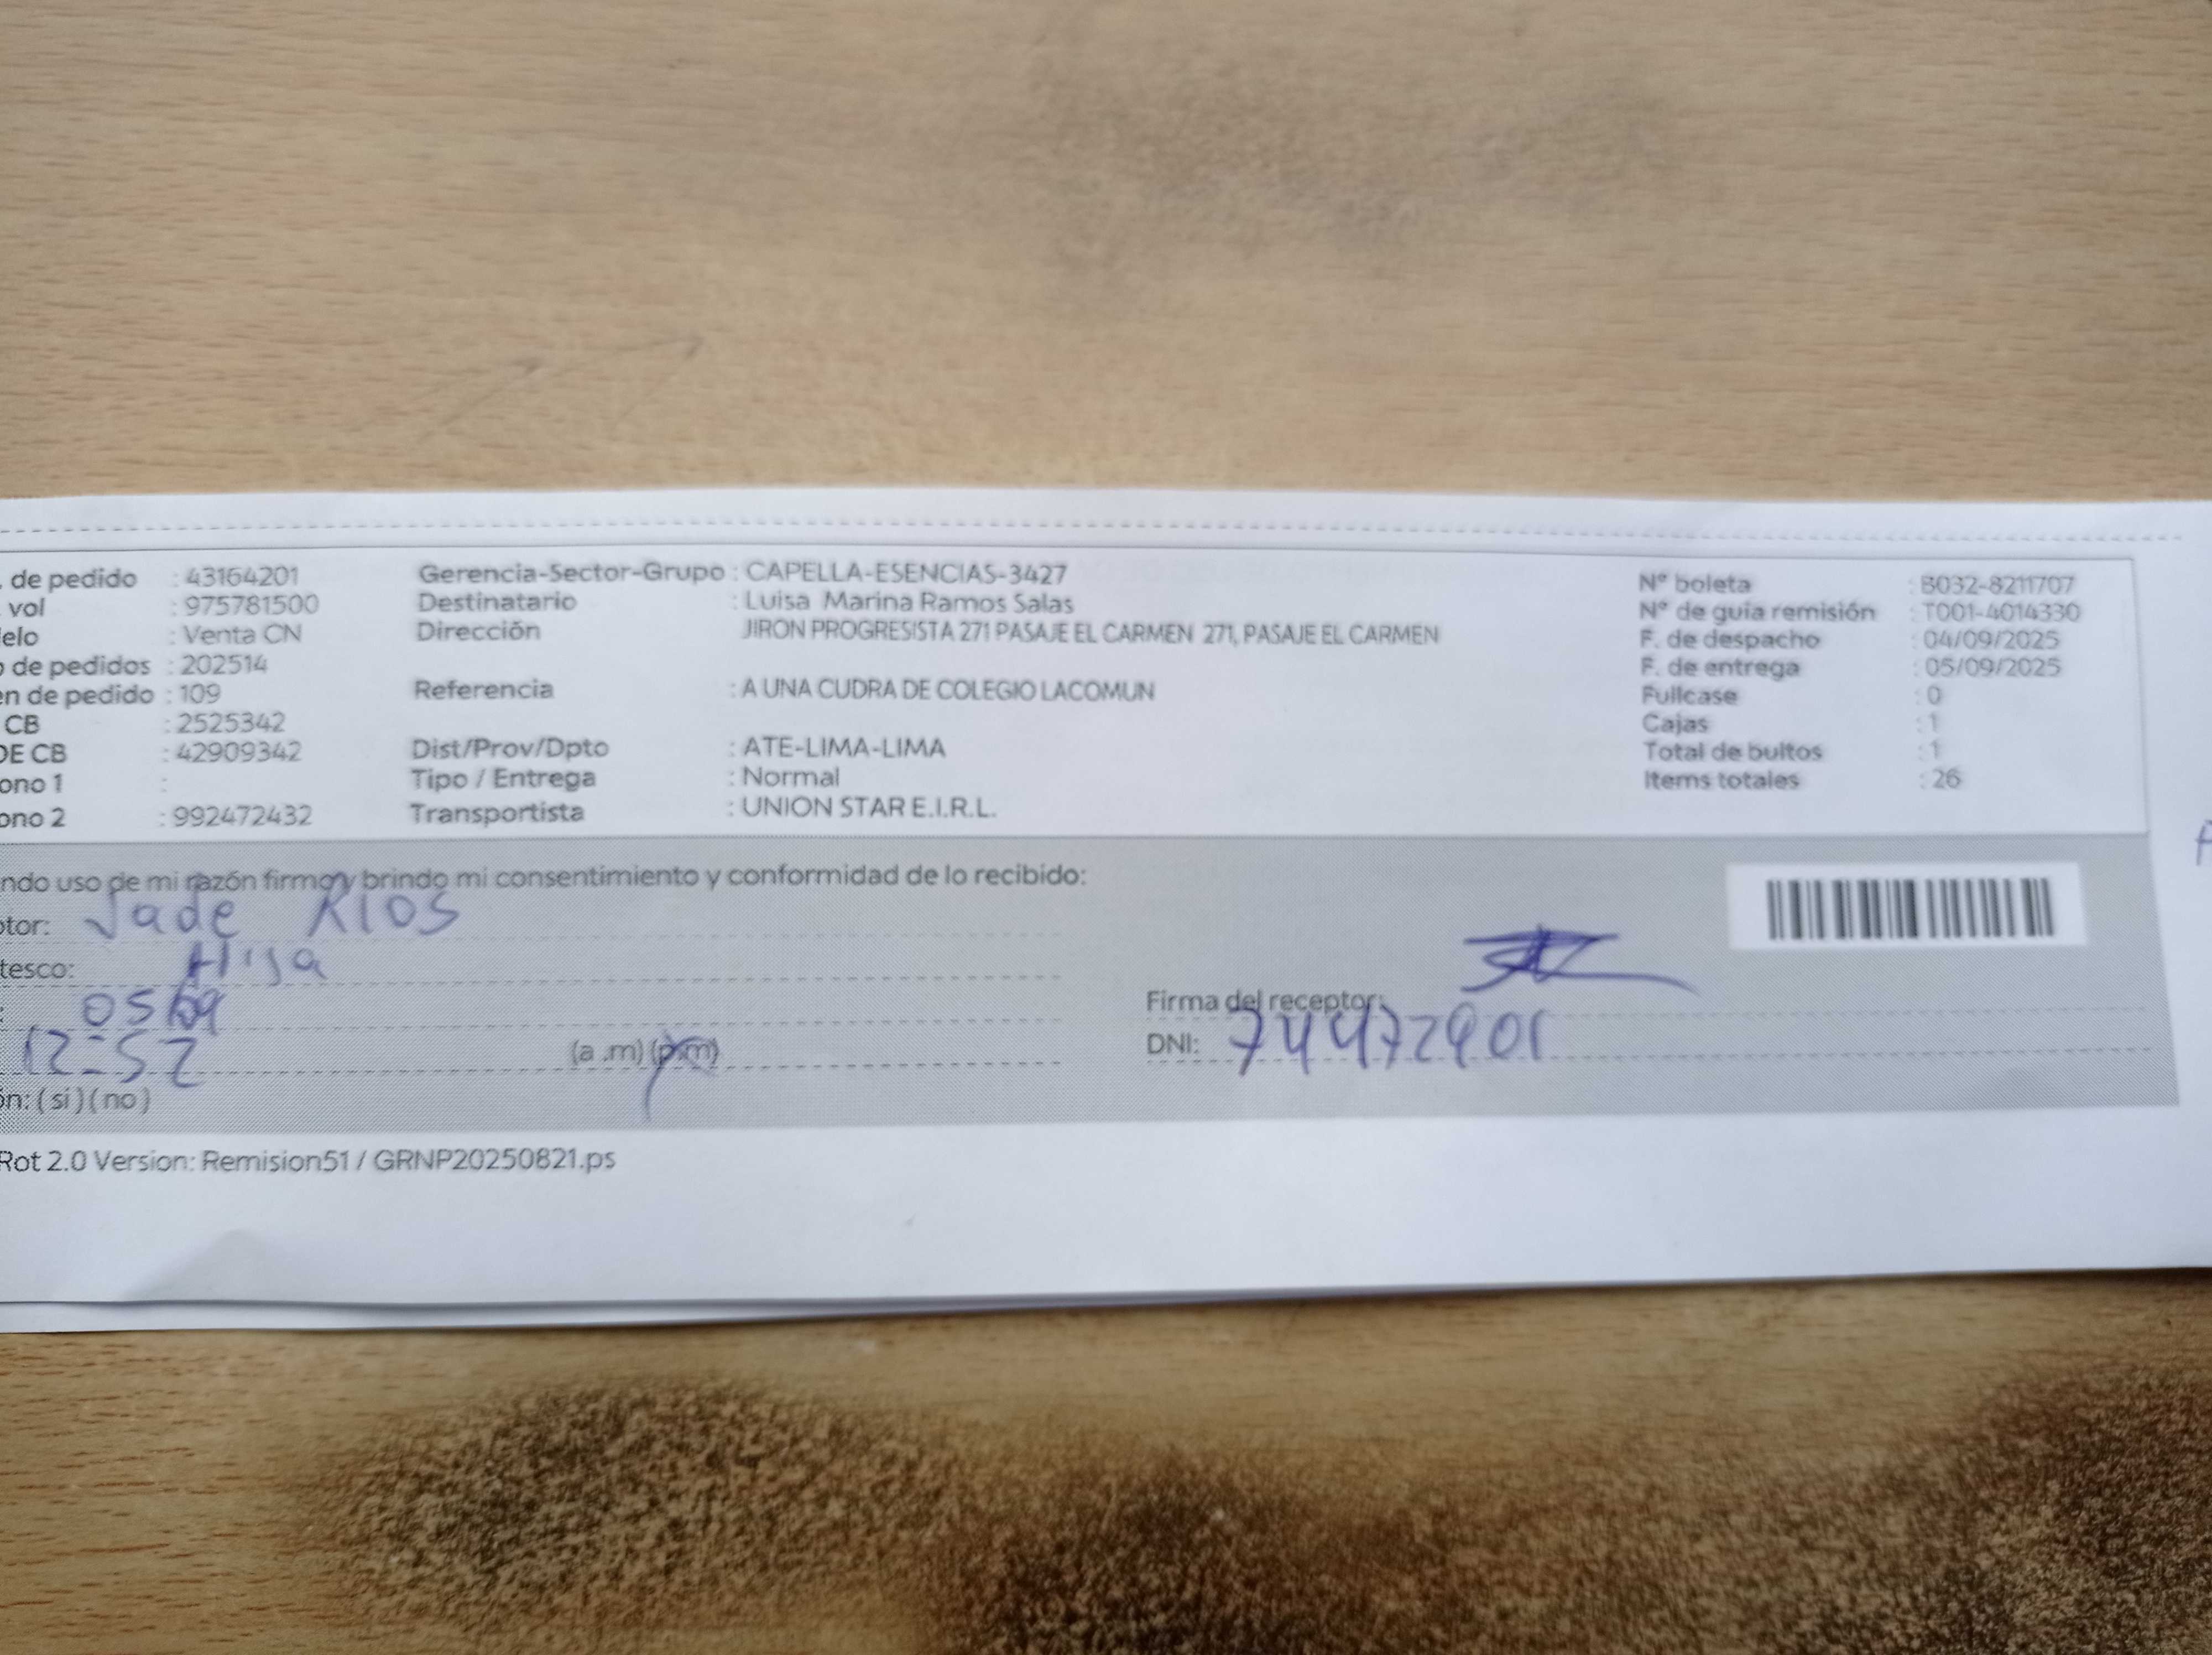 . de pedido : 43164201 Gerencia-Sector-Grupo : CAPELLA-ESENCIAS-3427 Nº boleta : B032-8211707
vol : 975781500 Destinatario : Luisa Marina Ramos Salas Nº de guía remisión : T001-4014330
elo : Venta CN Dirección JIRON PROGRESISTA 271 PASAJE EL CARMEN 271, PASAJE EL CARMEN F. de despacho : 04/09/2025
o de pedidos : 202514 F. de entrega : 05/09/2025
en de pedido : 109 Referencia : A UNA CUDRA DE COLEGIO LACOMUN Fullcase : 0
CB : 2525342 Cajas : 1
DE CB : 42909342 Dist/Prov/Dpto : ATE-LIMA-LIMA Total de bultos : 1
ono 1 : Tipo / Entrega : Normal Items totales : 26
ono 2 : 992472432 Transportista : UNION STAR E.I.R.L.
ndo uso de mi razón firmo y brindo mi consentimiento y conformidad de lo recibido:
tor: Jade RIOS
tesco: Hija
: Firma del receptor:
12:52 (a .m) (p.m) DNI: 74472901
ón: ( si ) ( no )
Rot 2.0 Version: Remision51 / GRNP20250821.ps